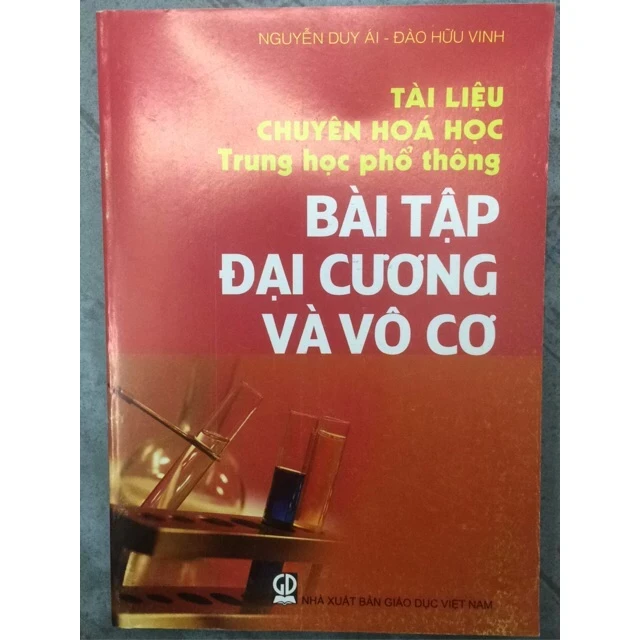 NGUYỄN DUY ÁI - ĐÀO HỮU VINH
TÀI LIỆU
CHUYÊN HOÁ HỌC
Trung học phổ thông
BÀI TẬP
ĐẠI CƯƠNG
VÀ VÔ CƠ
GD
NHÀ XUẤT BẢN GIÁO DỤC VIỆT NAM